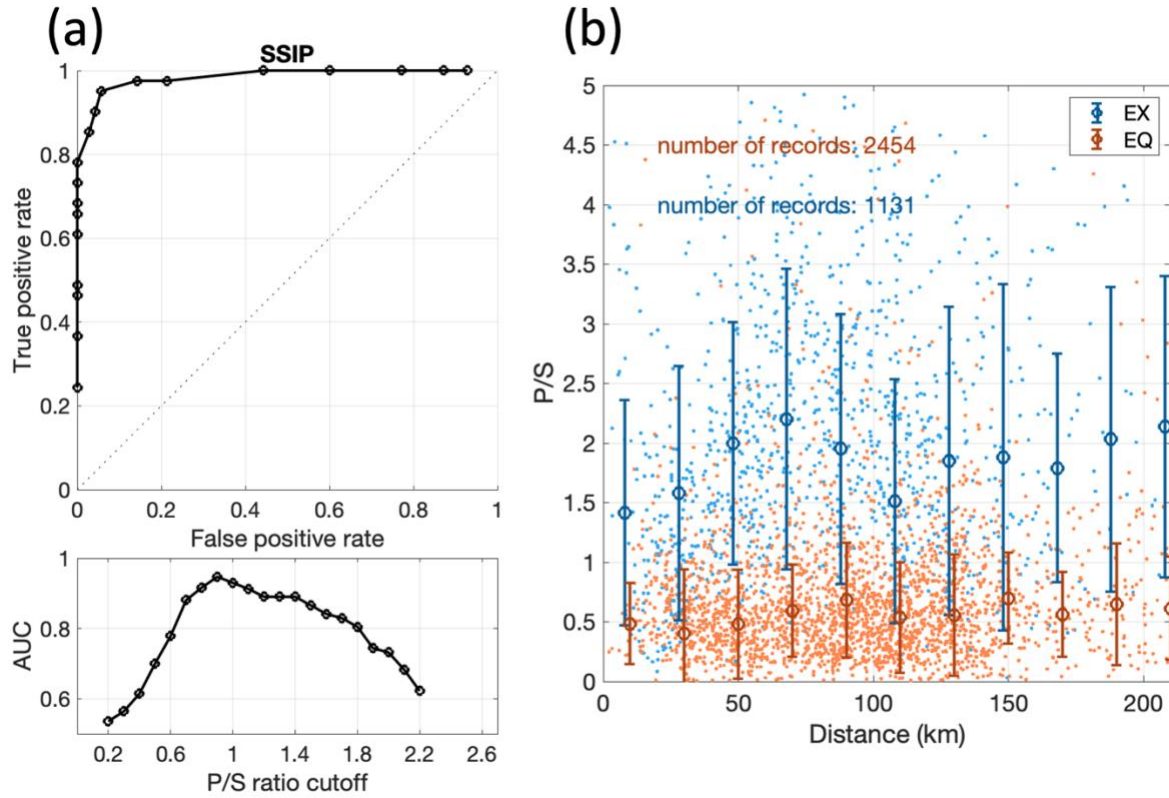 (a)
SSIP
1
0.8
0.6
0.4
0.2
0
True positive rate
0
0.2
0.4
0.6
0.8
1
False positive rate
1
0.8
0.6
AUC
0.2
0.6
1
1.4
1.8
2.2
2.6
P/S ratio cutoff
(b)
EX
EQ
number of records: 2454
number of records: 1131
5
4.5
4
3.5
3
2.5
2
1.5
1
0.5
0
P/S
0
50
100
150
200
Distance (km)